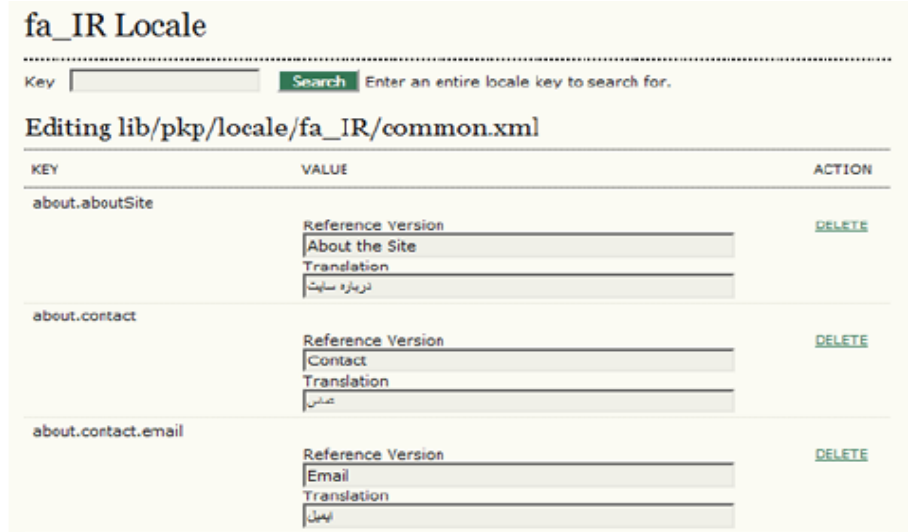 fa_IR Locale
Key Search Enter an entire locale key to search for.
Editing lib/pkp/locale/fa_IR/common.xml
KEY VALUE ACTION
about.aboutSite
Reference Version DELETE
About the Site
Translation
درباره سایت
about.contact
Reference Version DELETE
Contact
Translation
تماس
about.contact.email
Reference Version DELETE
Email
Translation
ایمیل